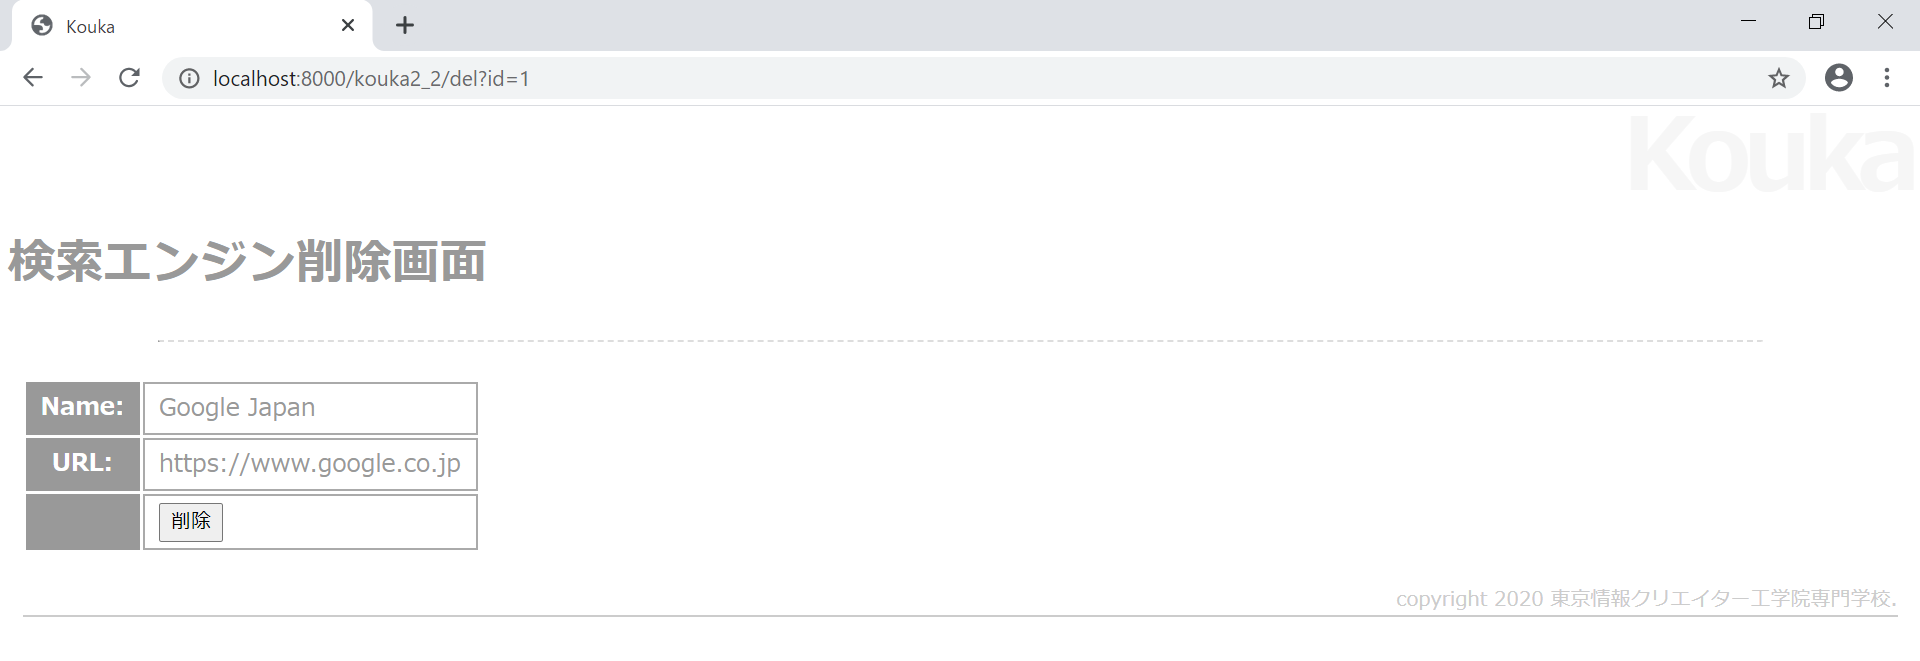 Kouka
localhost:8000/kouka2_2/del?id=1
Kouka
検索エンジン削除画面
Name: Google Japan
URL: https://www.google.co.jp
削除
copyright 2020 東京情報クリエイター工学院専門学校.